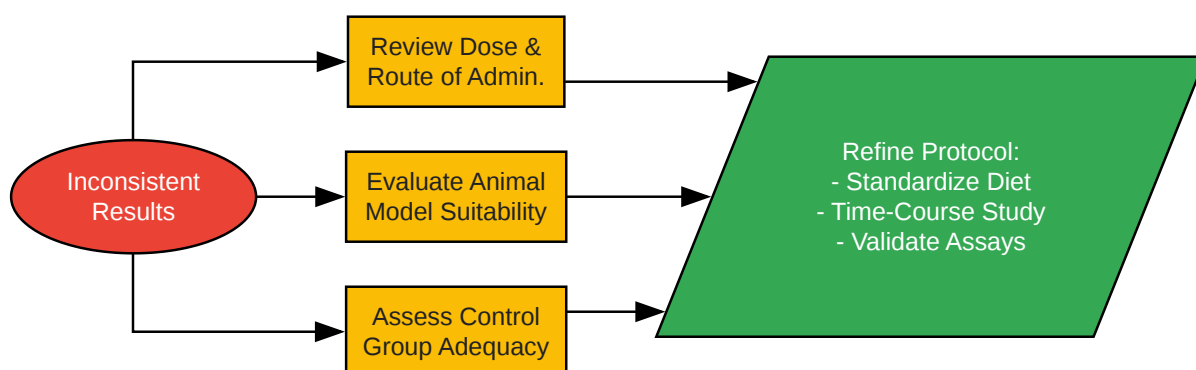 Review Dose &
Route of Admin.
Inconsistent
Results
Evaluate Animal
Model Suitability
Assess Control
Group Adequacy
Refine Protocol:
- Standardize Diet
- Time-Course Study
- Validate Assays